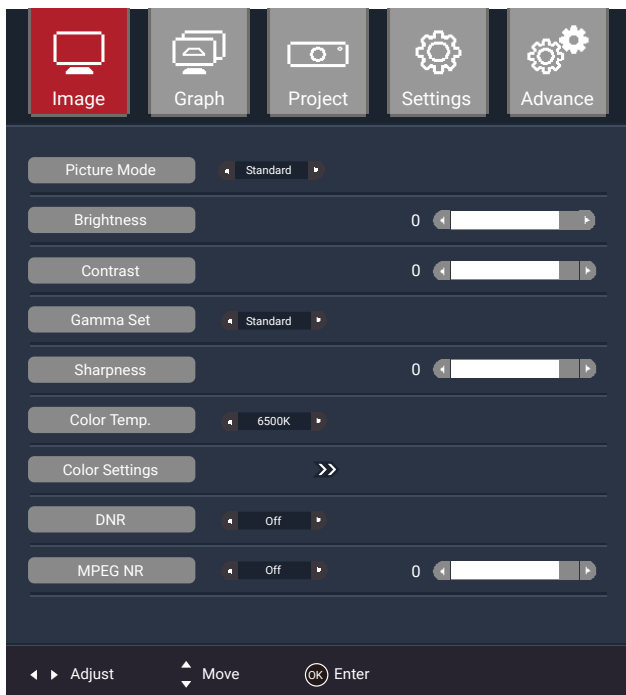 Image Graph Project Settings Advance
Picture Mode Standard
Brightness 0
Contrast 0
Gamma Set Standard
Sharpness 0
Color Temp. 6500K
Color Settings >>
DNR Off
MPEG NR Off 0
Adjust Move OK Enter